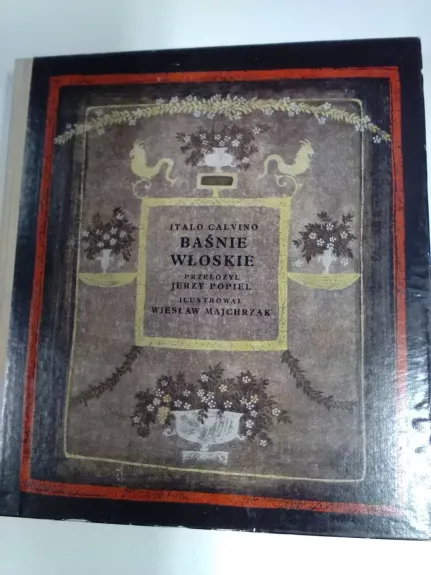 ITALO CALVINO
BAŚNIE
WŁOSKIE
PRZEŁOŻYŁ
JERZY POPIEL
ILUSTROWAŁ
WIESŁAW MAJCHRZAK